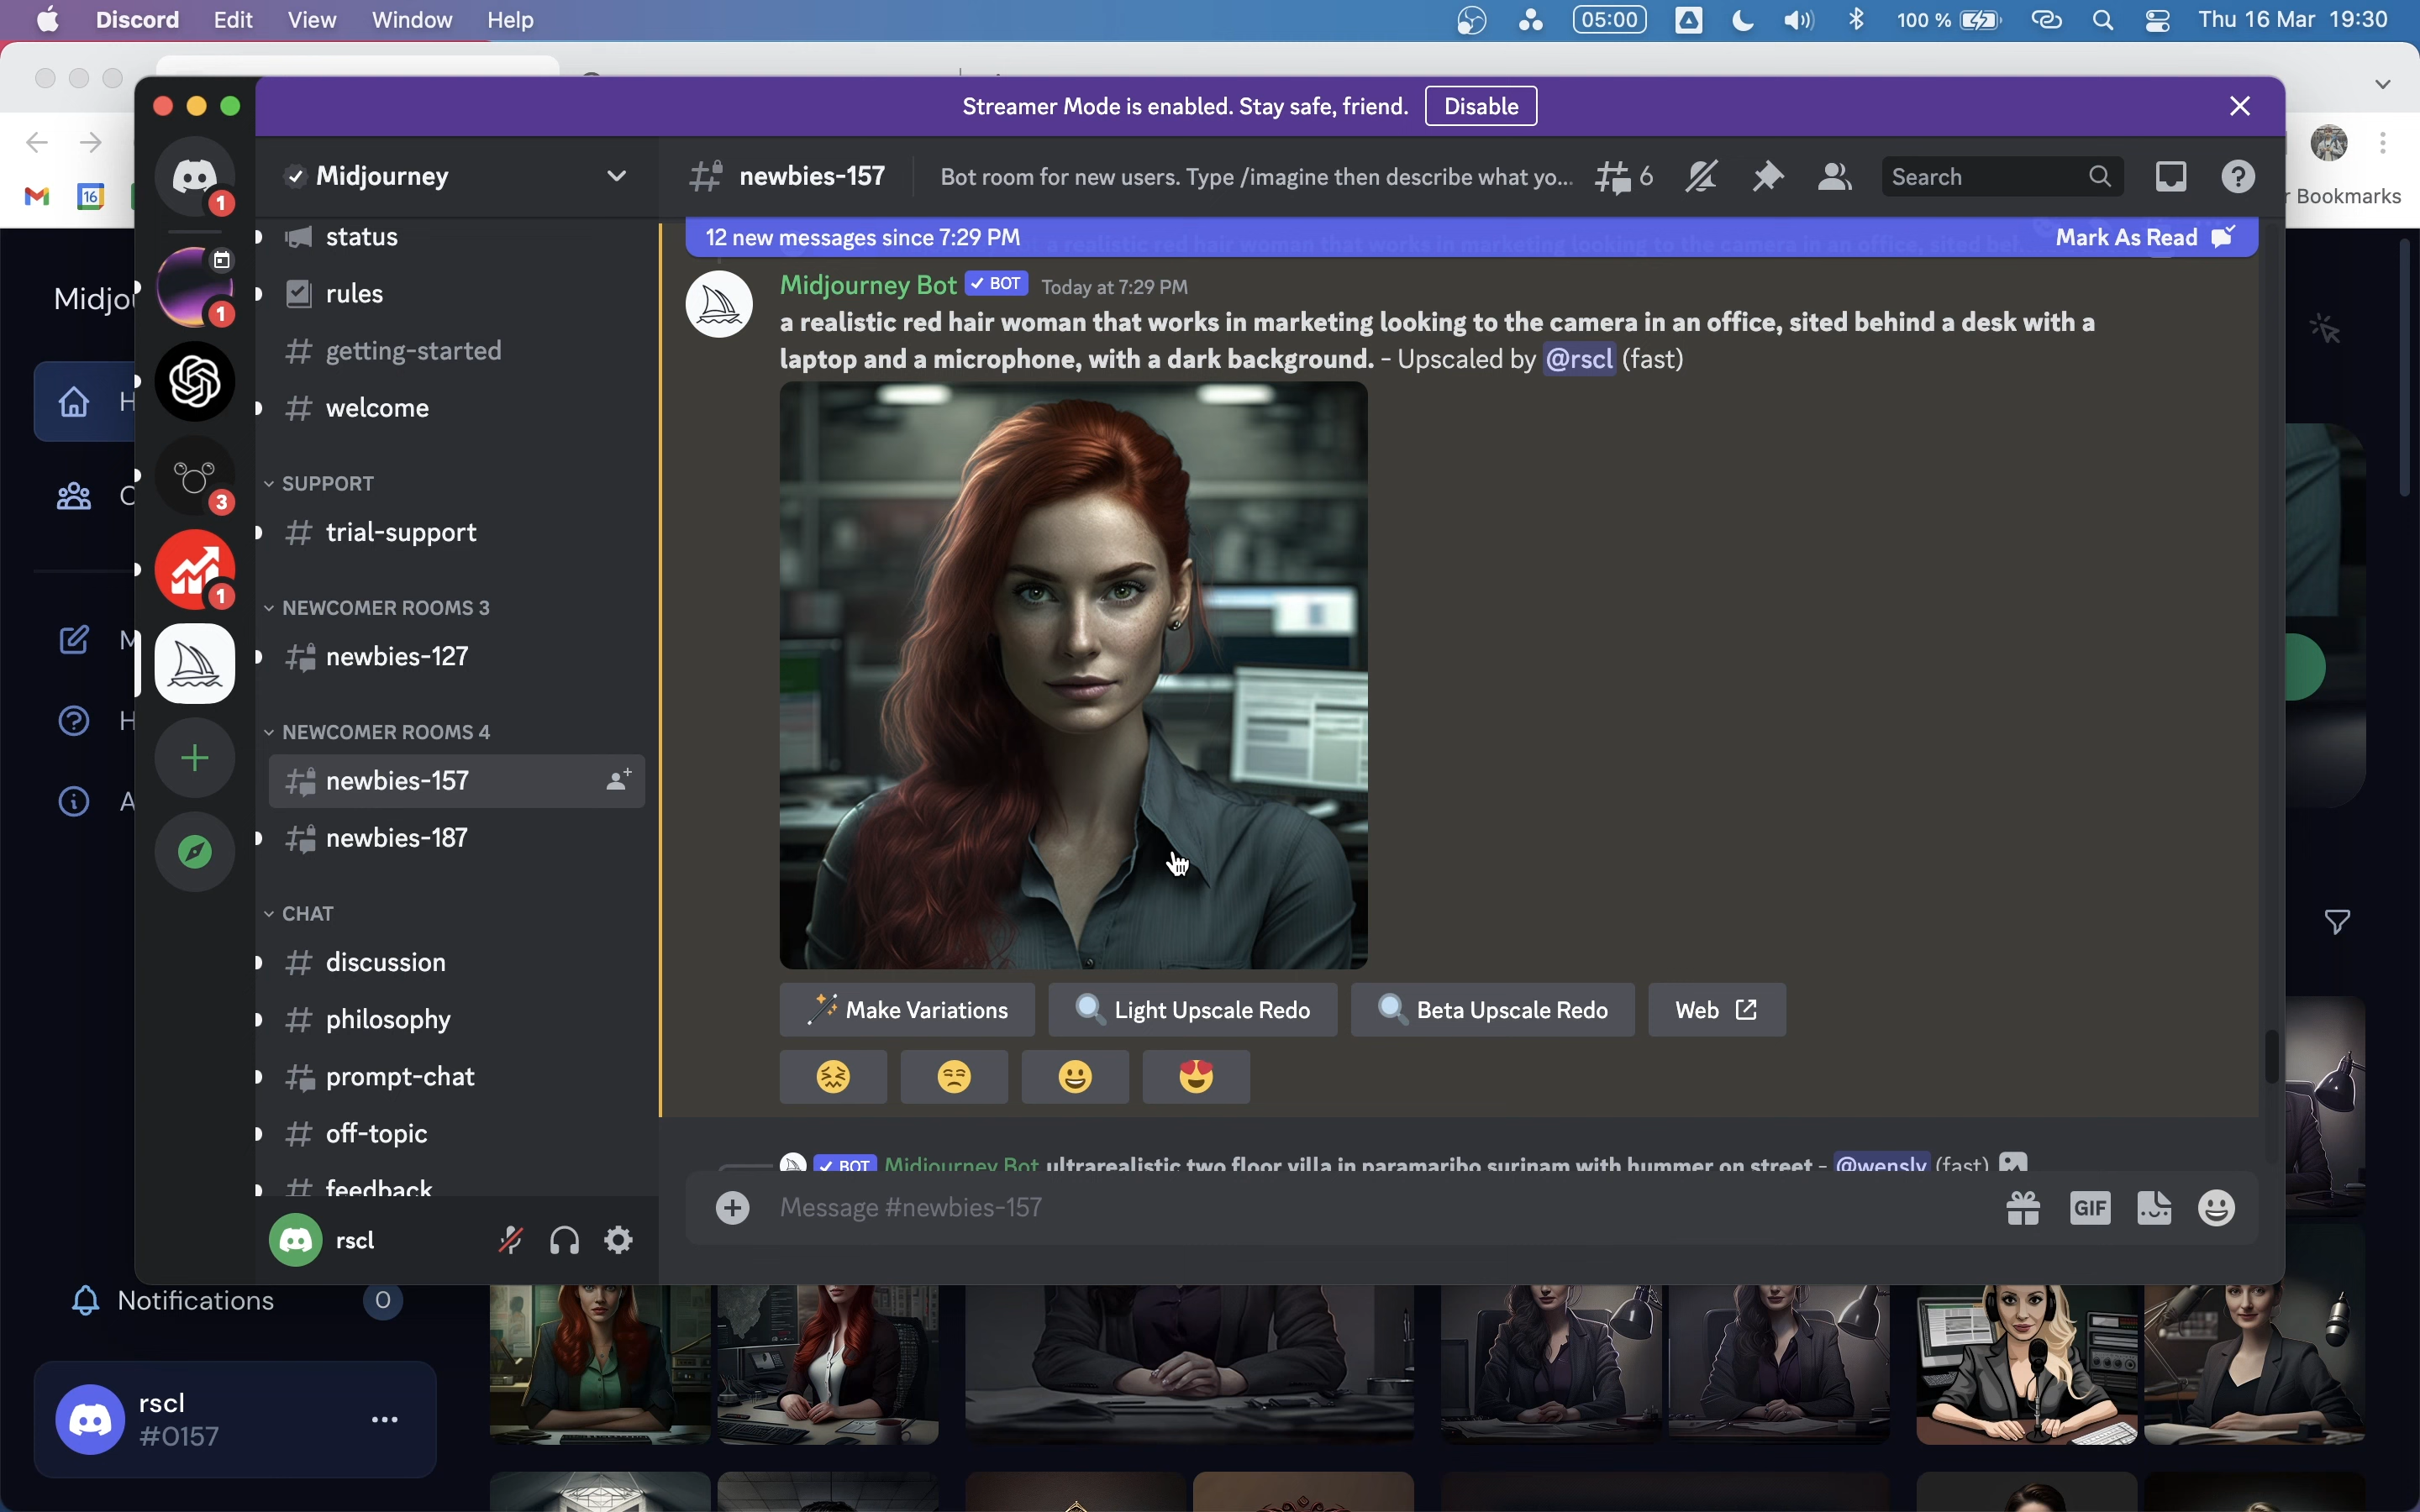 Discord Edit View Window Help
05:00
100 %
Thu 16 Mar 19:30
Streamer Mode is enabled. Stay safe, friend. Disable
16
Bookmarks
Midjourney
newbies-157
Bot room for new users. Type /imagine then describe what yo...
6
Search
1
1
3
1
status
rules
getting-started
welcome
SUPPORT
trial-support
NEWCOMER ROOMS 3
newbies-127
NEWCOMER ROOMS 4
newbies-157
newbies-187
CHAT
discussion
philosophy
prompt-chat
off-topic
feedback
rscl
12 new messages since 7:29 PM
Mark As Read
Midjourney Bot BOT Today at 7:29 PM
a realistic red hair woman that works in marketing looking to the camera in an office, sited behind a desk with a
laptop and a microphone, with a dark background. - Upscaled by @rscl (fast)
Make Variations
Light Upscale Redo
Beta Upscale Redo
Web
BOT Midjourney Bot ultrarealistic two floor villa in paramaribo surinam with hummer on street - @wensly (fast)
Message #newbies-157
GIF
Midjo
H
C
M
H
A
Notifications 0
rscl
#0157